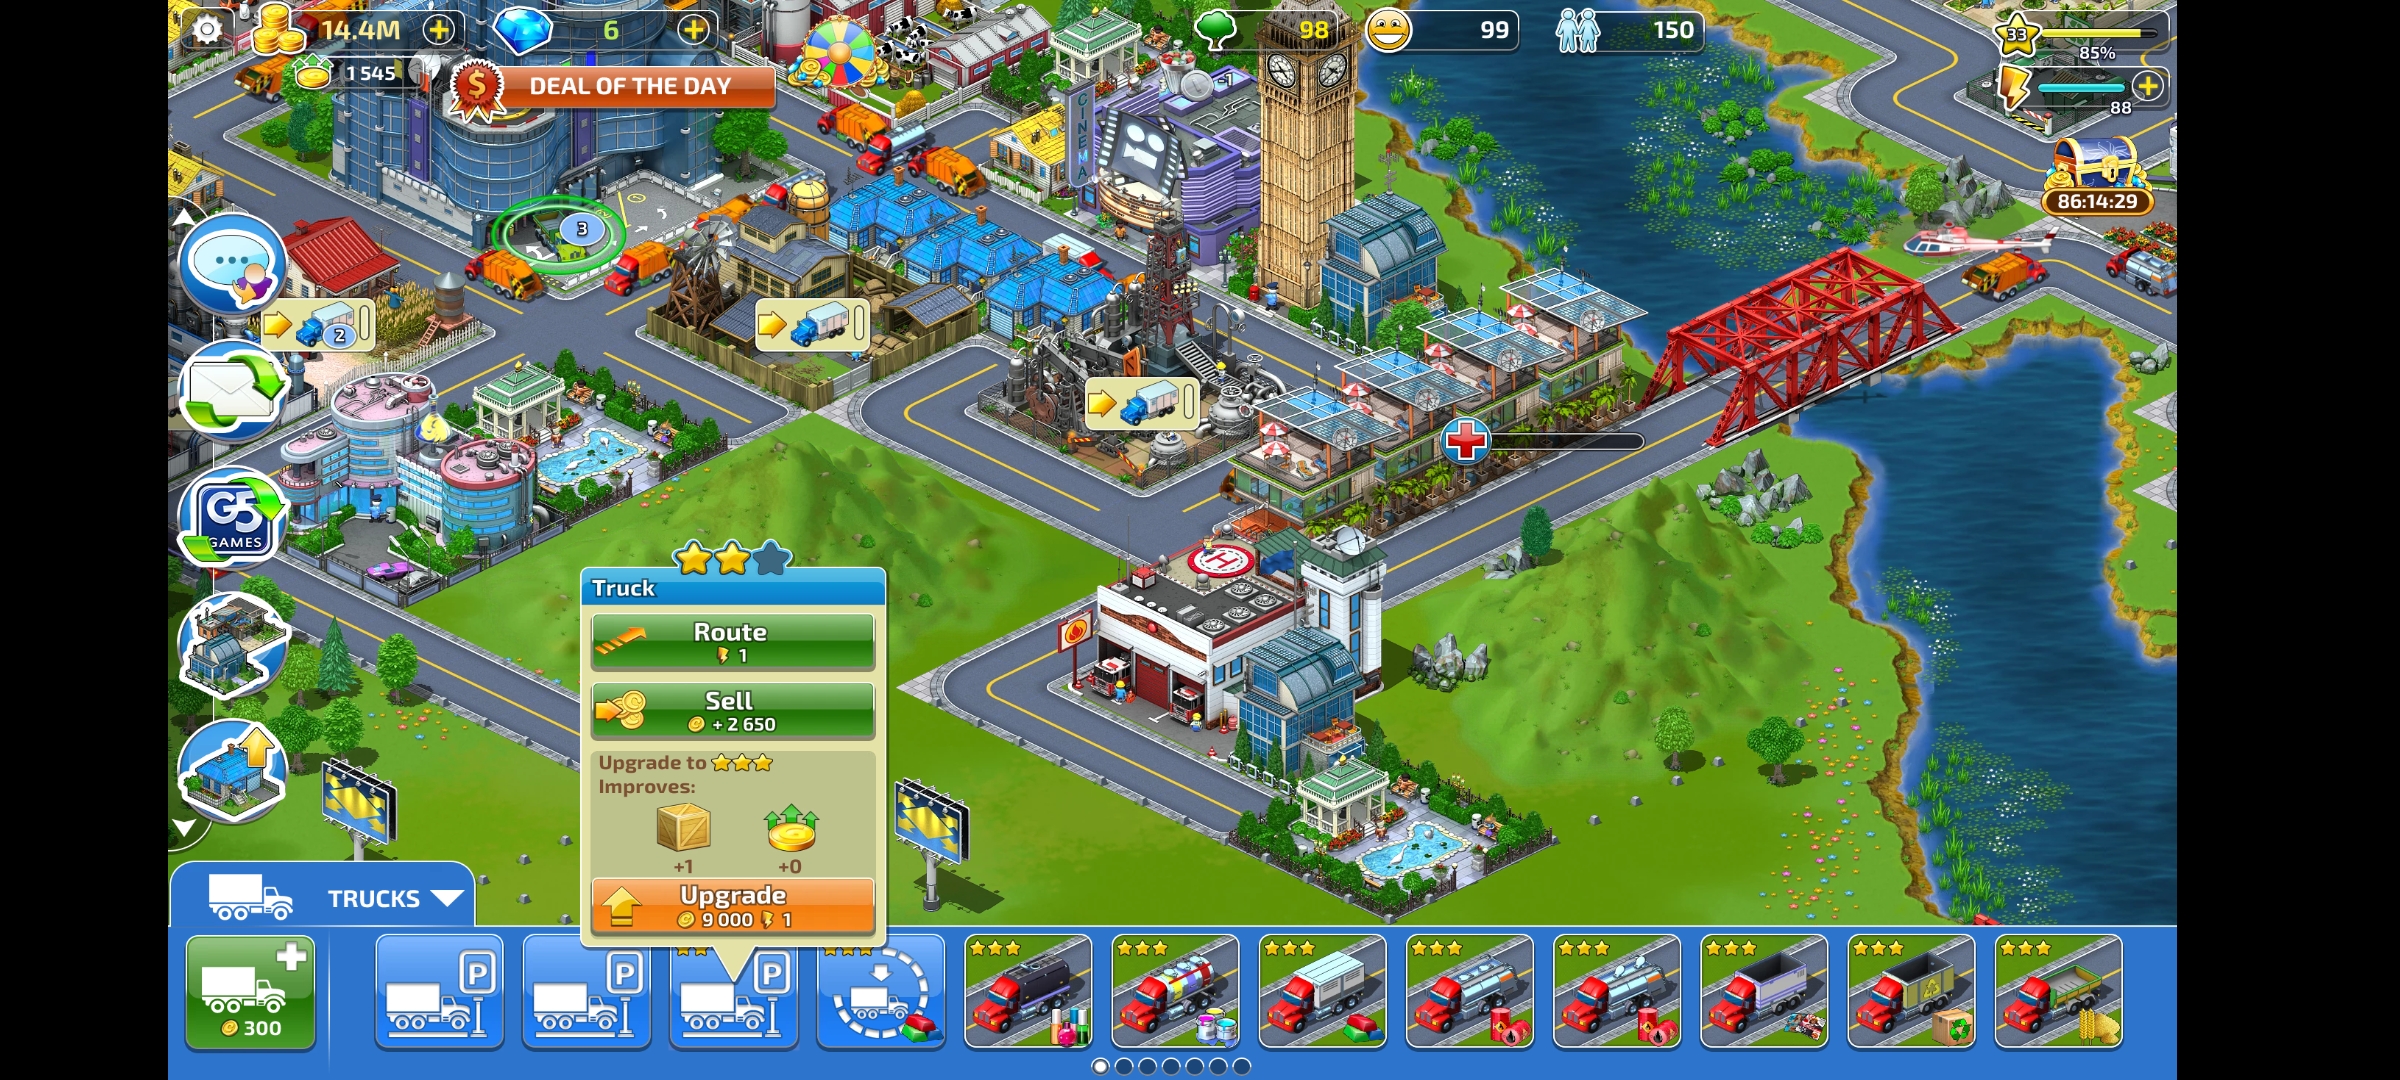 14.4M
6
98
99
150
33
85%
1 545
DEAL OF THE DAY
-1
88
CINEMA
86:14:29
3
2
G5
GAMES
H
Truck
Route
1
Sell
+ 2 650
Upgrade to
Improves:
+1
+0
Upgrade
9 000 1
TRUCKS
300
P
P
P